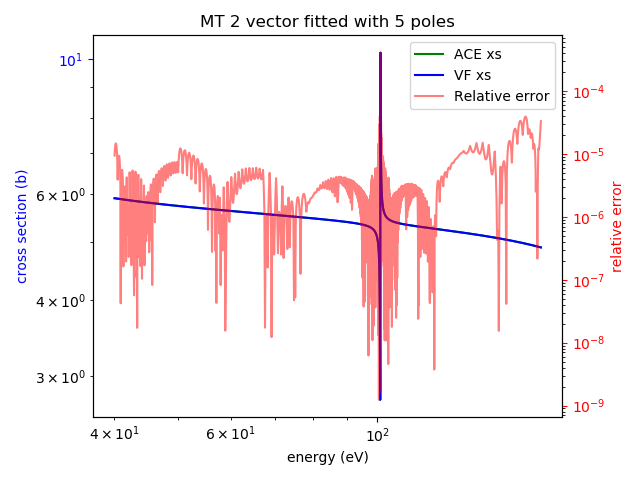 MT 2 vector fitted with 5 poles
ACE xs
VF xs
Relative error
cross section (b)
10¹
6 × 10⁰
4 × 10⁰
3 × 10⁰
10⁻⁴
10⁻⁵
10⁻⁶
10⁻⁷
10⁻⁸
10⁻⁹
relative error
4 × 10¹ 6 × 10¹ 10²
energy (eV)